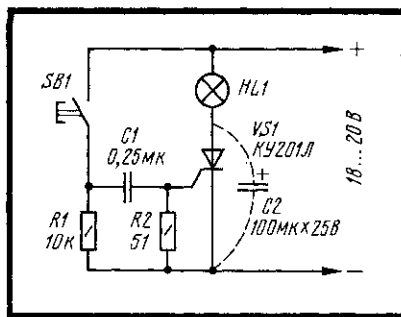 +
SB1
HL1
C1
0,25мк
VS1
КУ201Л
18...20 В
+
R1
10к
R2
51
C2
100мк×25В
−